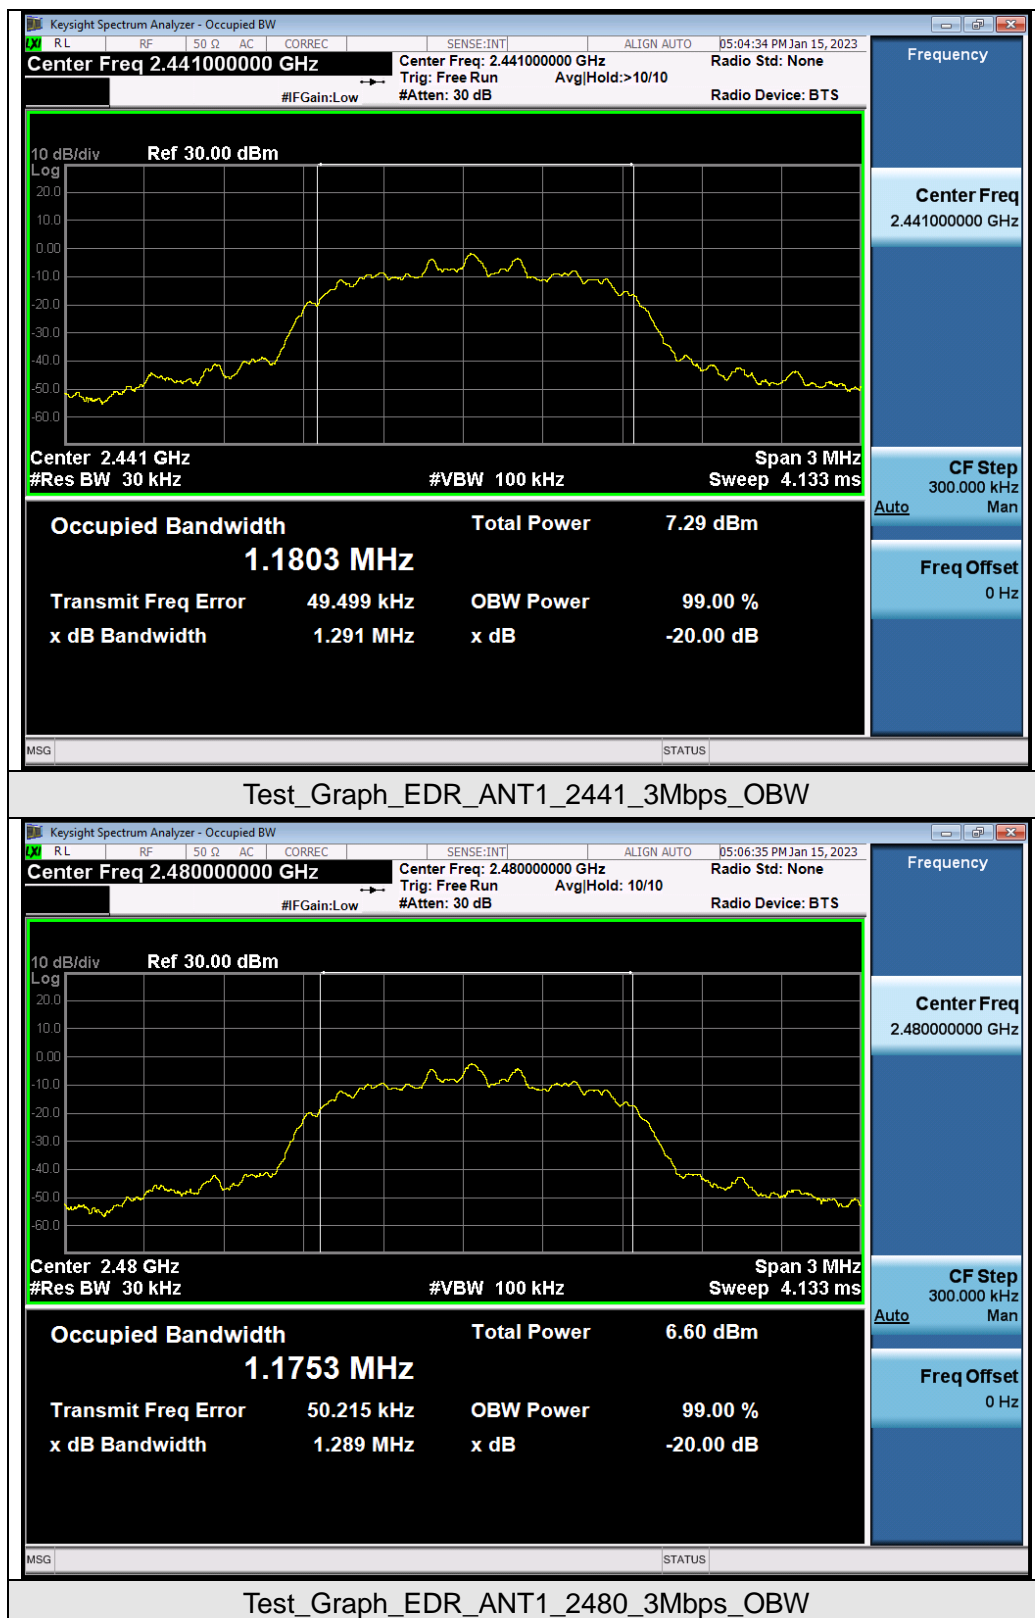 Keysight Spectrum Analyzer - Occupied BW
LXI RL RF 50 Ω AC CORREC SENSE:INT ALIGN AUTO 05:04:34 PM Jan 15, 2023
Center Freq 2.441000000 GHz
Center Freq: 2.441000000 GHz
Radio Std: None
Trig: Free Run Avg|Hold:>10/10
#IFGain:Low
#Atten: 30 dB
Radio Device: BTS
Frequency
10 dB/div Ref 30.00 dBm
Log
20.0
10.0
0.00
-10.0
-20.0
-30.0
-40.0
-50.0
-60.0
Center Freq
2.441000000 GHz
Center 2.441 GHz
Span 3 MHz
#Res BW 30 kHz
#VBW 100 kHz
Sweep 4.133 ms
CF Step
300.000 kHz
Auto Man
Occupied Bandwidth
Total Power 7.29 dBm
1.1803 MHz
Transmit Freq Error 49.499 kHz
OBW Power 99.00 %
x dB Bandwidth 1.291 MHz
x dB -20.00 dB
Freq Offset
0 Hz
MSG STATUS
Test_Graph_EDR_ANT1_2441_3Mbps_OBW
Keysight Spectrum Analyzer - Occupied BW
LXI RL RF 50 Ω AC CORREC SENSE:INT ALIGN AUTO 05:06:35 PM Jan 15, 2023
Center Freq 2.480000000 GHz
Center Freq: 2.480000000 GHz
Radio Std: None
Trig: Free Run Avg|Hold: 10/10
#IFGain:Low
#Atten: 30 dB
Radio Device: BTS
Frequency
10 dB/div Ref 30.00 dBm
Log
20.0
10.0
0.00
-10.0
-20.0
-30.0
-40.0
-50.0
-60.0
Center Freq
2.480000000 GHz
Center 2.48 GHz
Span 3 MHz
#Res BW 30 kHz
#VBW 100 kHz
Sweep 4.133 ms
CF Step
300.000 kHz
Auto Man
Occupied Bandwidth
Total Power 6.60 dBm
1.1753 MHz
Transmit Freq Error 50.215 kHz
OBW Power 99.00 %
x dB Bandwidth 1.289 MHz
x dB -20.00 dB
Freq Offset
0 Hz
MSG STATUS
Test_Graph_EDR_ANT1_2480_3Mbps_OBW